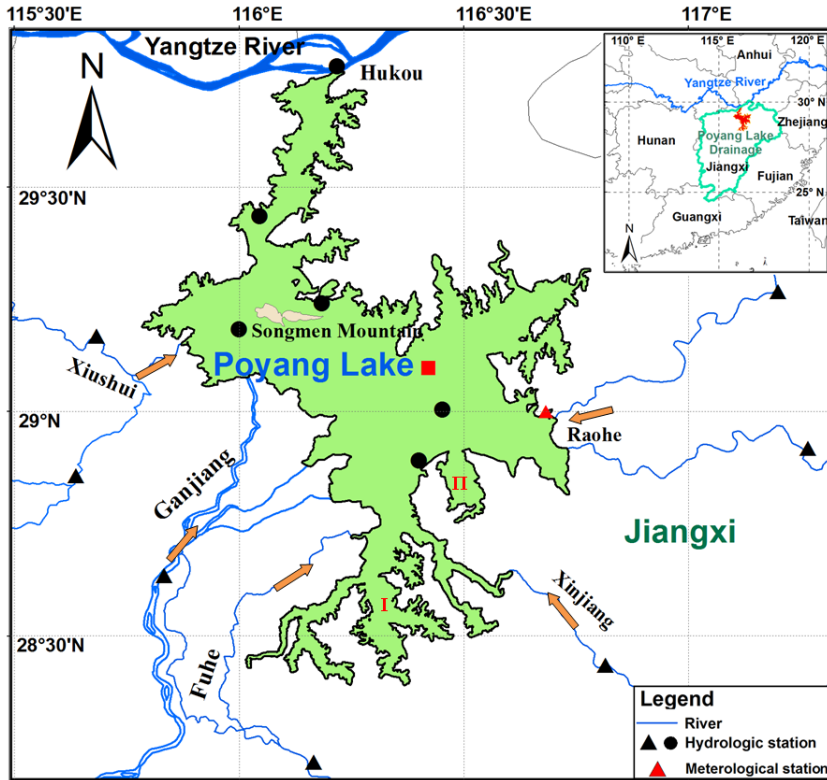 115°30'E
116°E
116°30'E
117°E
Yangtze River
Hukou
N
29°30'N
29°N
28°30'N
Songmen Mountain
Poyang Lake
Xiushui
Ganjiang
Raohe
II
I
Jiangxi
Xinjiang
Fuhe
110° E
115° E
120° E
Anhui
Yangtze River
30° N
Zhejiang
Hunan
Poyang Lake
Drainage
Jiangxi
Fujian
25° N
Guangxi
Taiwan
N
Legend
River
Hydrologic station
Meterological station